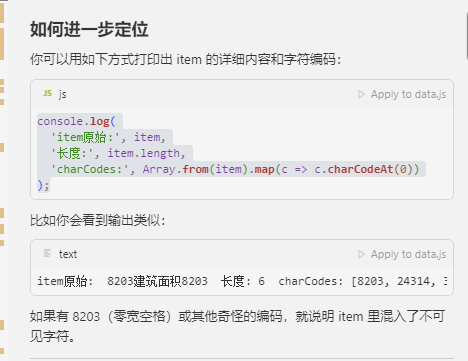 如何进一步定位
你可以用如下方式打印出 item 的详细内容和字符编码：
JS js
Apply to data.js
console.log(
'item原始:', item,
'长度:', item.length,
'charCodes:', Array.from(item).map(c => c.charCodeAt(0))
);
比如你会看到输出类似：
text
Apply to data.js
item原始: 8203建筑面积8203 长度: 6 charCodes: [8203, 24314,
如果有 8203（零宽空格）或其他奇怪的编码，就说明 item 里混入了不可
见字符。